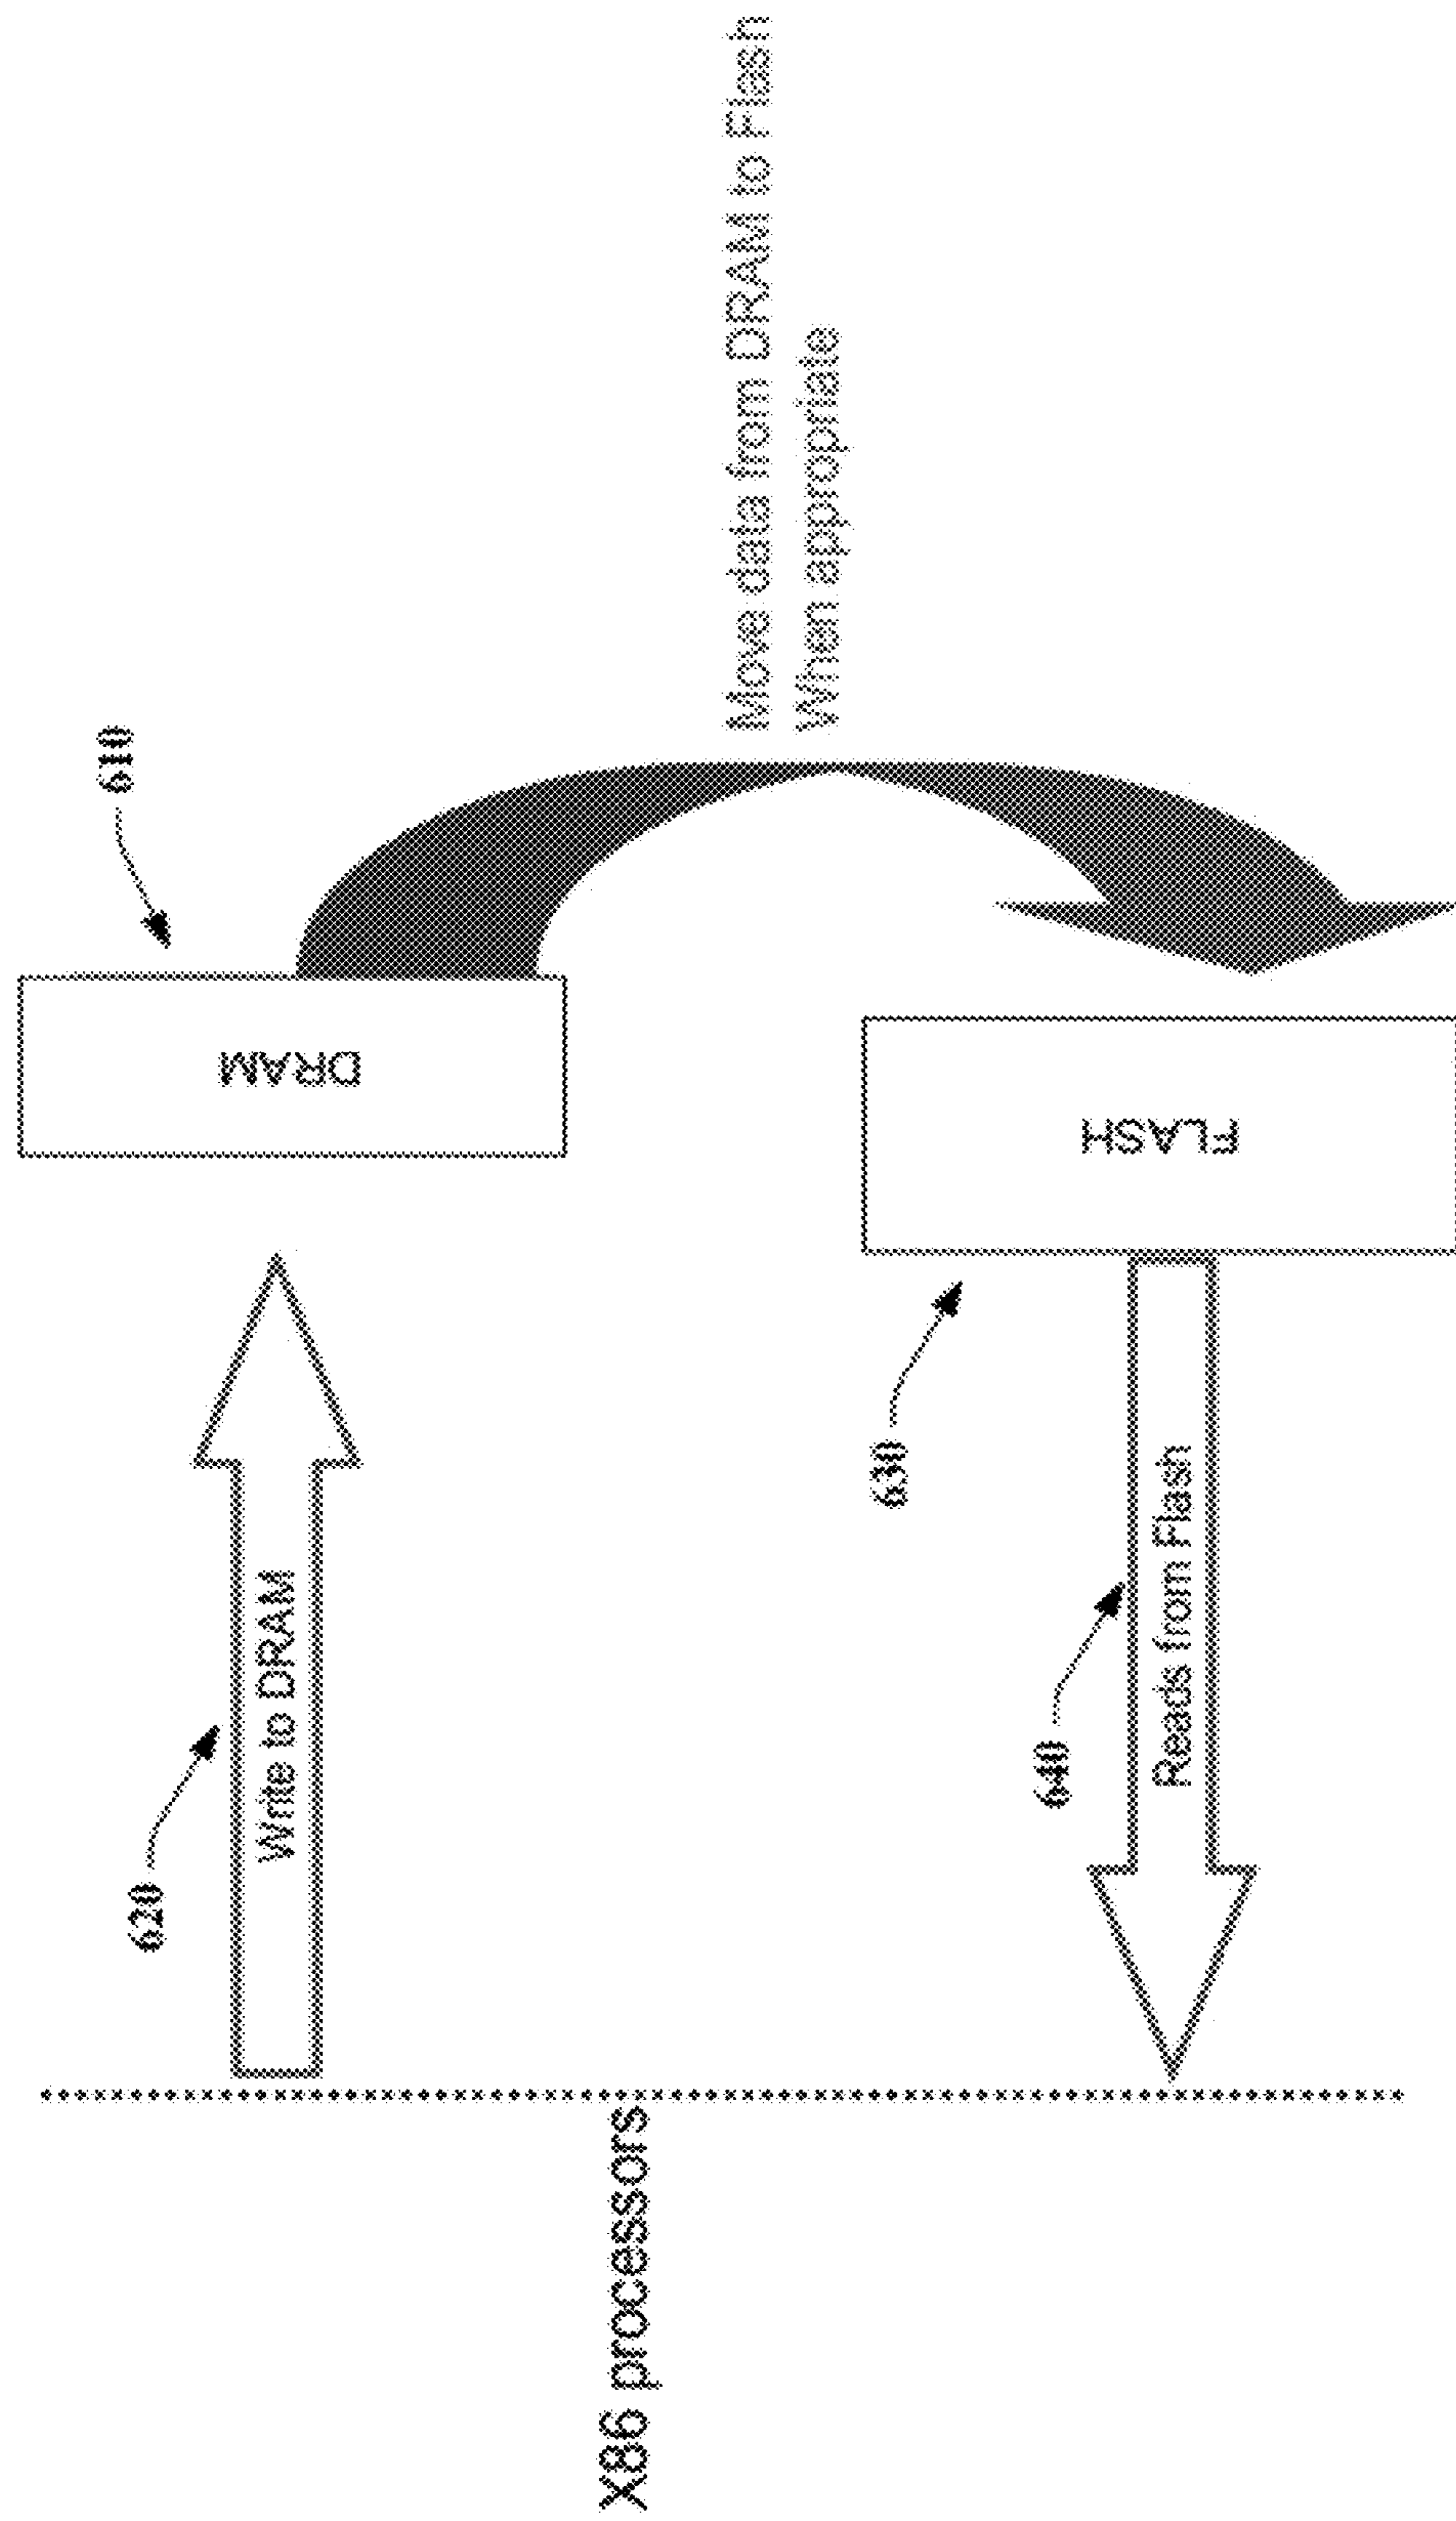 610
DRAM
620
Write to DRAM
Move data from DRAM to Flash
When appropriate
X86 processors
630
FLASH
640
Reads from Flash